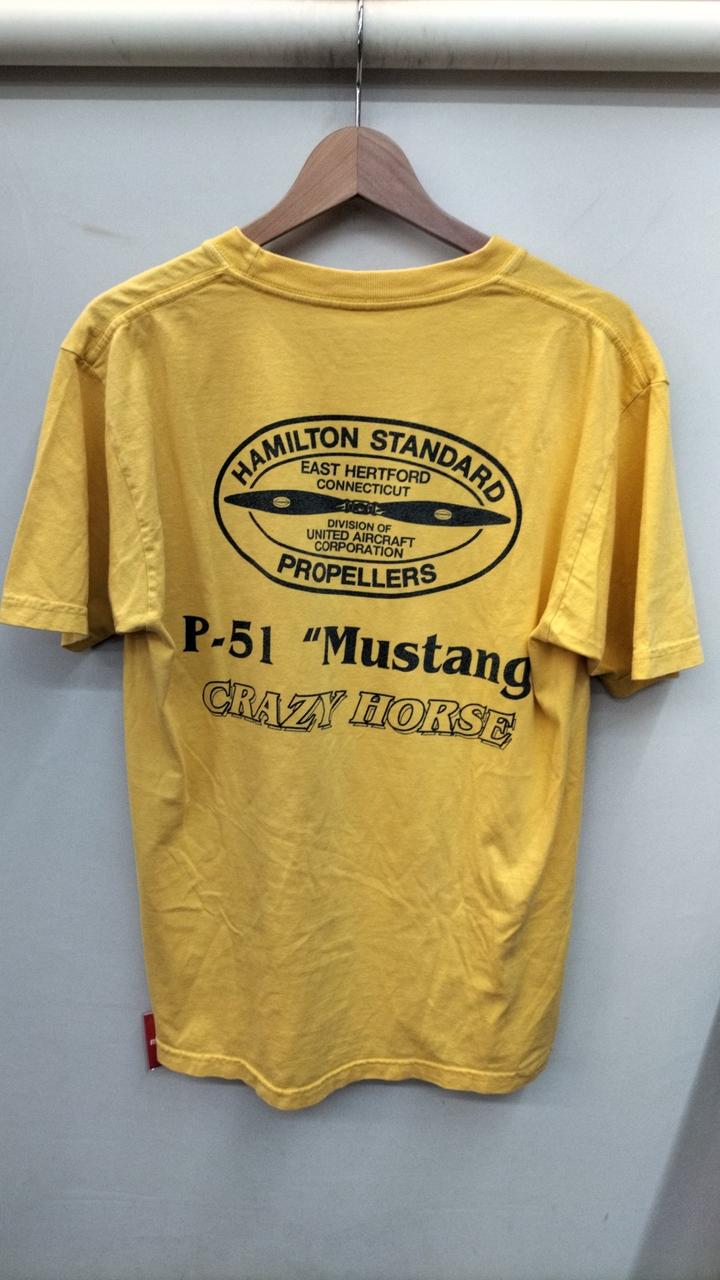 HAMILTON STANDARD
EAST HERTFORD
CONNECTICUT
DIVISION OF
UNITED AIRCRAFT
CORPORATION
PROPELLERS
P-51 "Mustang
CRAZY HORSE